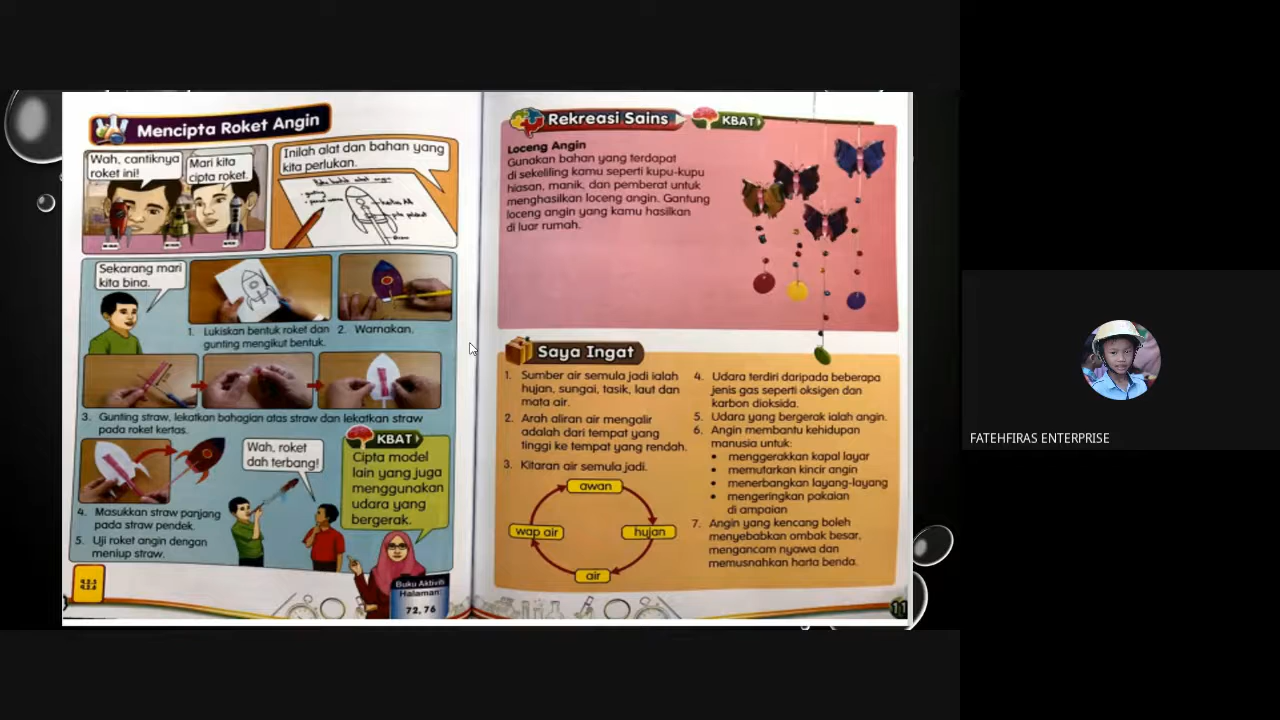 Mencipta Roket Angin
Wah, cantiknya
roket ini!
Mari kita
cipta roket.
Inilah alat dan bahan yang
kita perlukan.
Sekarang mari
kita bina.
1. Lukiskan bentuk roket dan
gunting mengikut bentuk.
2. Warnakan.
3. Gunting straw, lekatkan bahagian atas straw dan lekatkan straw
pada roket kertas.
4. Masukkan straw panjang
pada straw pendek.
5. Uji roket angin dengan
meniup straw.
Wah, roket
dah terbang!
KBAT
Cipta model
lain yang juga
menggunakan
udara yang
bergerak.
Buku Aktiviti
Halaman:
72, 76
Rekreasi Sains
KBAT
Loceng Angin
Gunakan bahan yang terdapat
di sekeliling kamu seperti kupu-kupu
hiasan, manik, dan pemberat untuk
menghasilkan loceng angin. Gantung
loceng angin yang kamu hasilkan
di luar rumah.
Saya Ingat
1. Sumber air semula jadi ialah
hujan, sungai, tasik, laut dan
mata air.
2. Arah aliran air mengalir
adalah dari tempat yang
tinggi ke tempat yang rendah.
3. Kitaran air semula jadi.
awan
wap air
hujan
air
4. Udara terdiri daripada beberapa
jenis gas seperti oksigen dan
karbon dioksida.
5. Udara yang bergerak ialah angin.
6. Angin membantu kehidupan
manusia untuk:
• menggerakkan kapal layar
• memutarkan kincir angin
• menerbangkan layang-layang
• mengeringkan pakaian
di ampaian
7. Angin yang kencang boleh
menyebabkan ombak besar,
mengancam nyawa dan
memusnahkan harta benda.
FATEHFIRAS ENTERPRISE